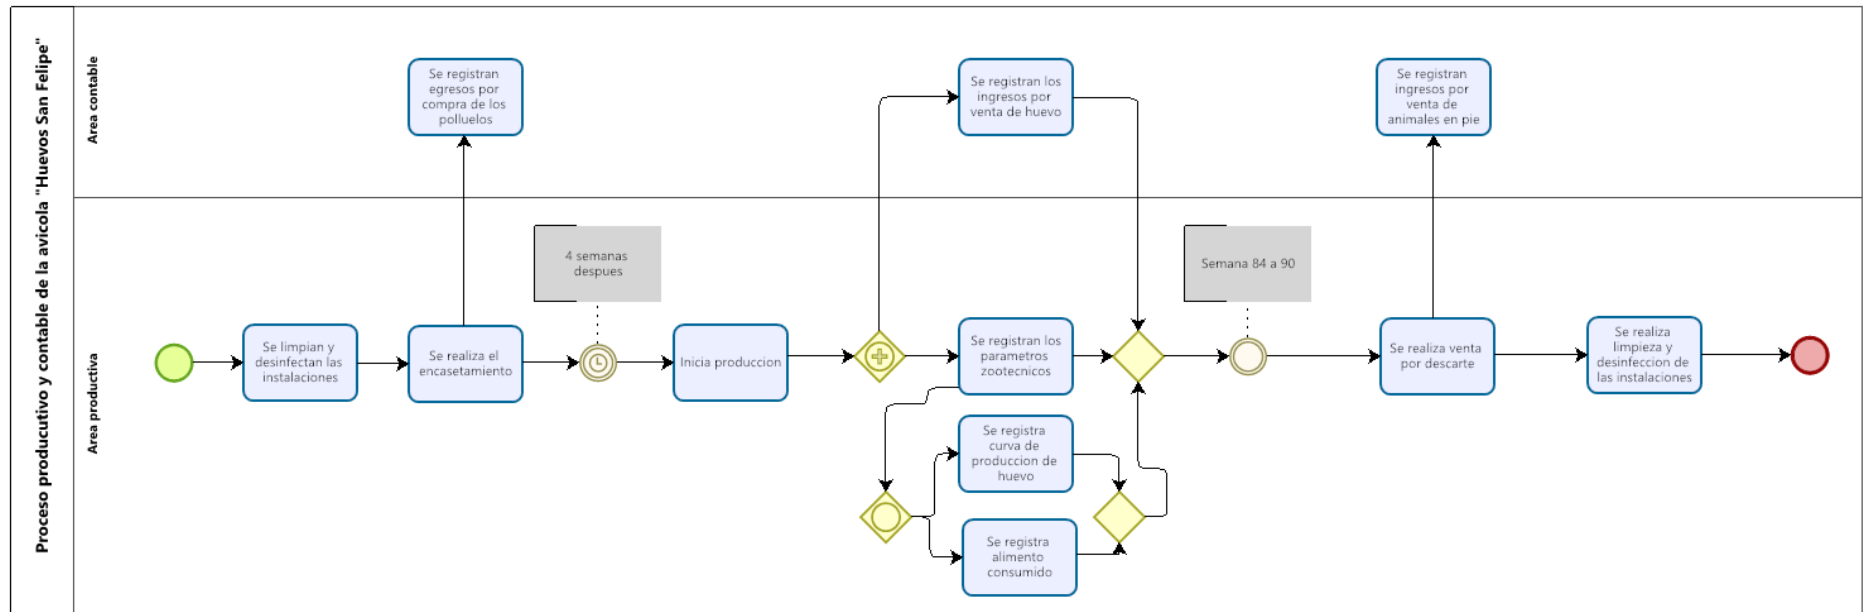 Proceso producutivo y contable de la avicola "Huevos San Felipe"
Area contable
Se registran
egresos por
compra de los
polluelos
Se registran los
ingresos por
venta de huevo
Se registran
ingresos por
venta de
animales en pie
Area productiva
4 semanas
despues
Semana 84 a 90
Se limpian y
desinfectan las
instalaciones
Se realiza el
encasetamiento
Inicia produccion
Se registran los
parametros
zootecnicos
Se realiza venta
por descarte
Se realiza
limpieza y
desinfeccion de
las instalaciones
Se registra
curva de
produccion de
huevo
Se registra
alimento
consumido